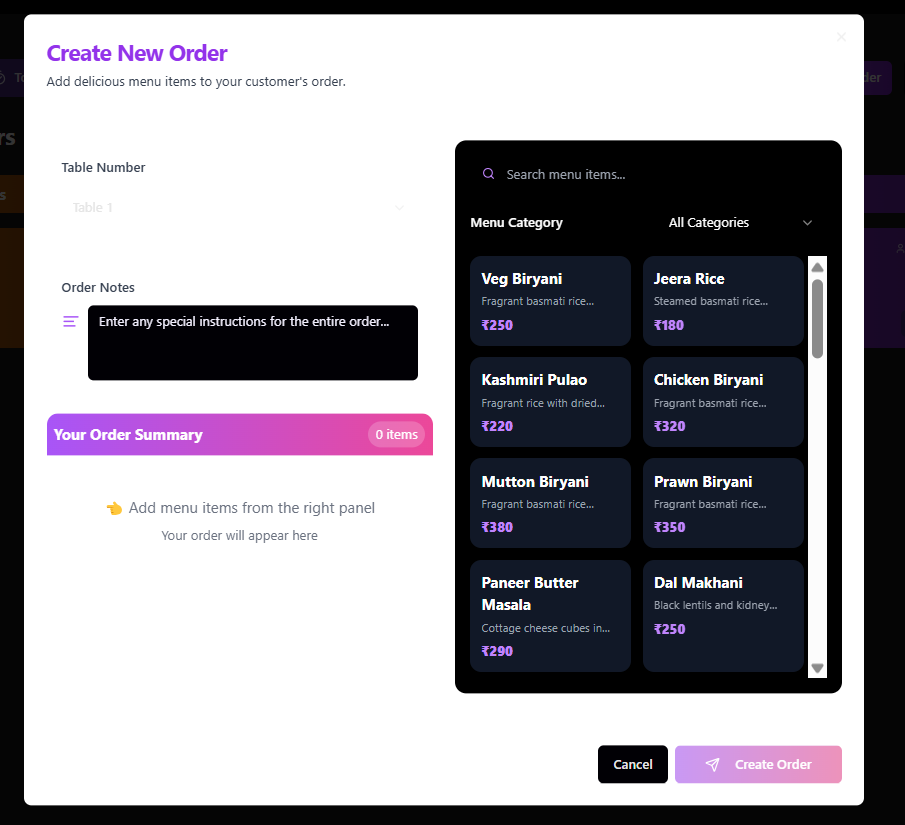 Create New Order
Add delicious menu items to your customer's order.
Table Number
Table 1
Order Notes
Enter any special instructions for the entire order...
Your Order Summary
0 items
👈 Add menu items from the right panel
Your order will appear here
Search menu items...
Menu Category
All Categories
Veg Biryani
Fragrant basmati rice...
₹250
Jeera Rice
Steamed basmati rice...
₹180
Kashmiri Pulao
Fragrant rice with dried...
₹220
Chicken Biryani
Fragrant basmati rice...
₹320
Mutton Biryani
Fragrant basmati rice...
₹380
Prawn Biryani
Fragrant basmati rice...
₹350
Paneer Butter
Masala
Cottage cheese cubes in...
₹290
Dal Makhani
Black lentils and kidney...
₹250
Cancel
Create Order